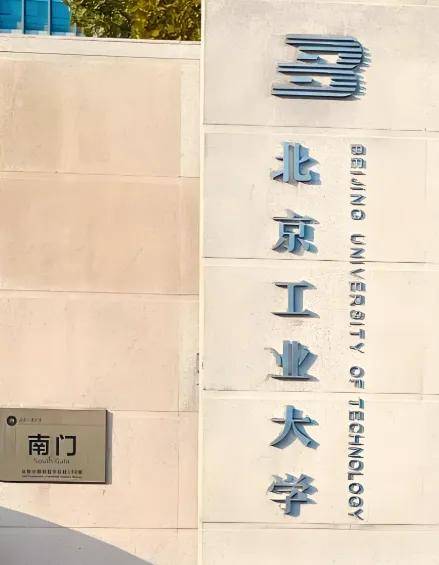 北京工业大学
BEIJING UNIVERSITY OF TECHNOLOGY
南门
South Gate